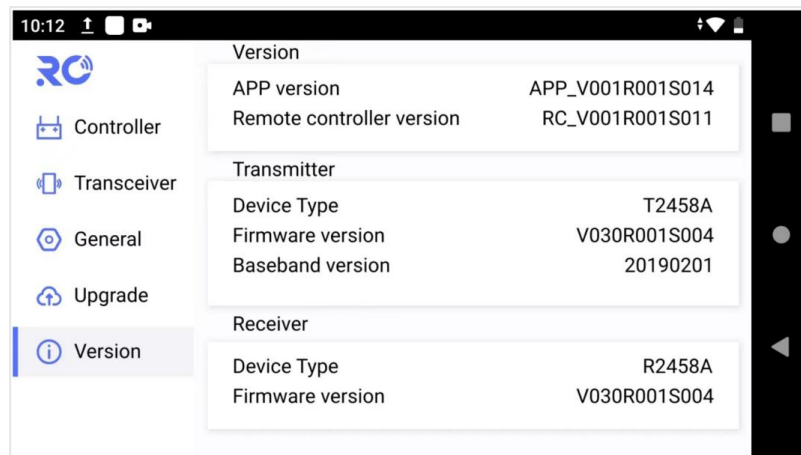 10:12
RC
Controller
Transceiver
General
Upgrade
Version
Version
APP version APP_V001R001S014
Remote controller version RC_V001R001S011
Transmitter
Device Type T2458A
Firmware version V030R001S004
Baseband version 20190201
Receiver
Device Type R2458A
Firmware version V030R001S004